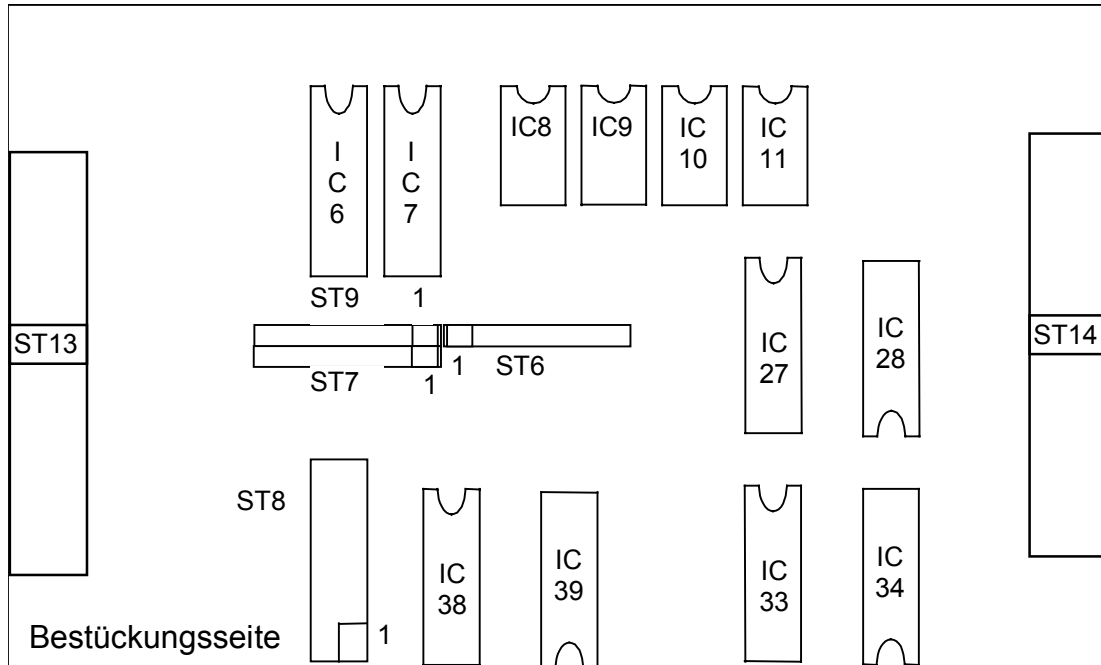 IC8
IC9
IC
10
IC
11
I
C
6
I
C
7
ST9
1
ST13
ST14
IC
27
IC
28
1
ST6
ST7
1
ST8
IC
38
IC
39
IC
33
IC
34
1
Bestückungsseite